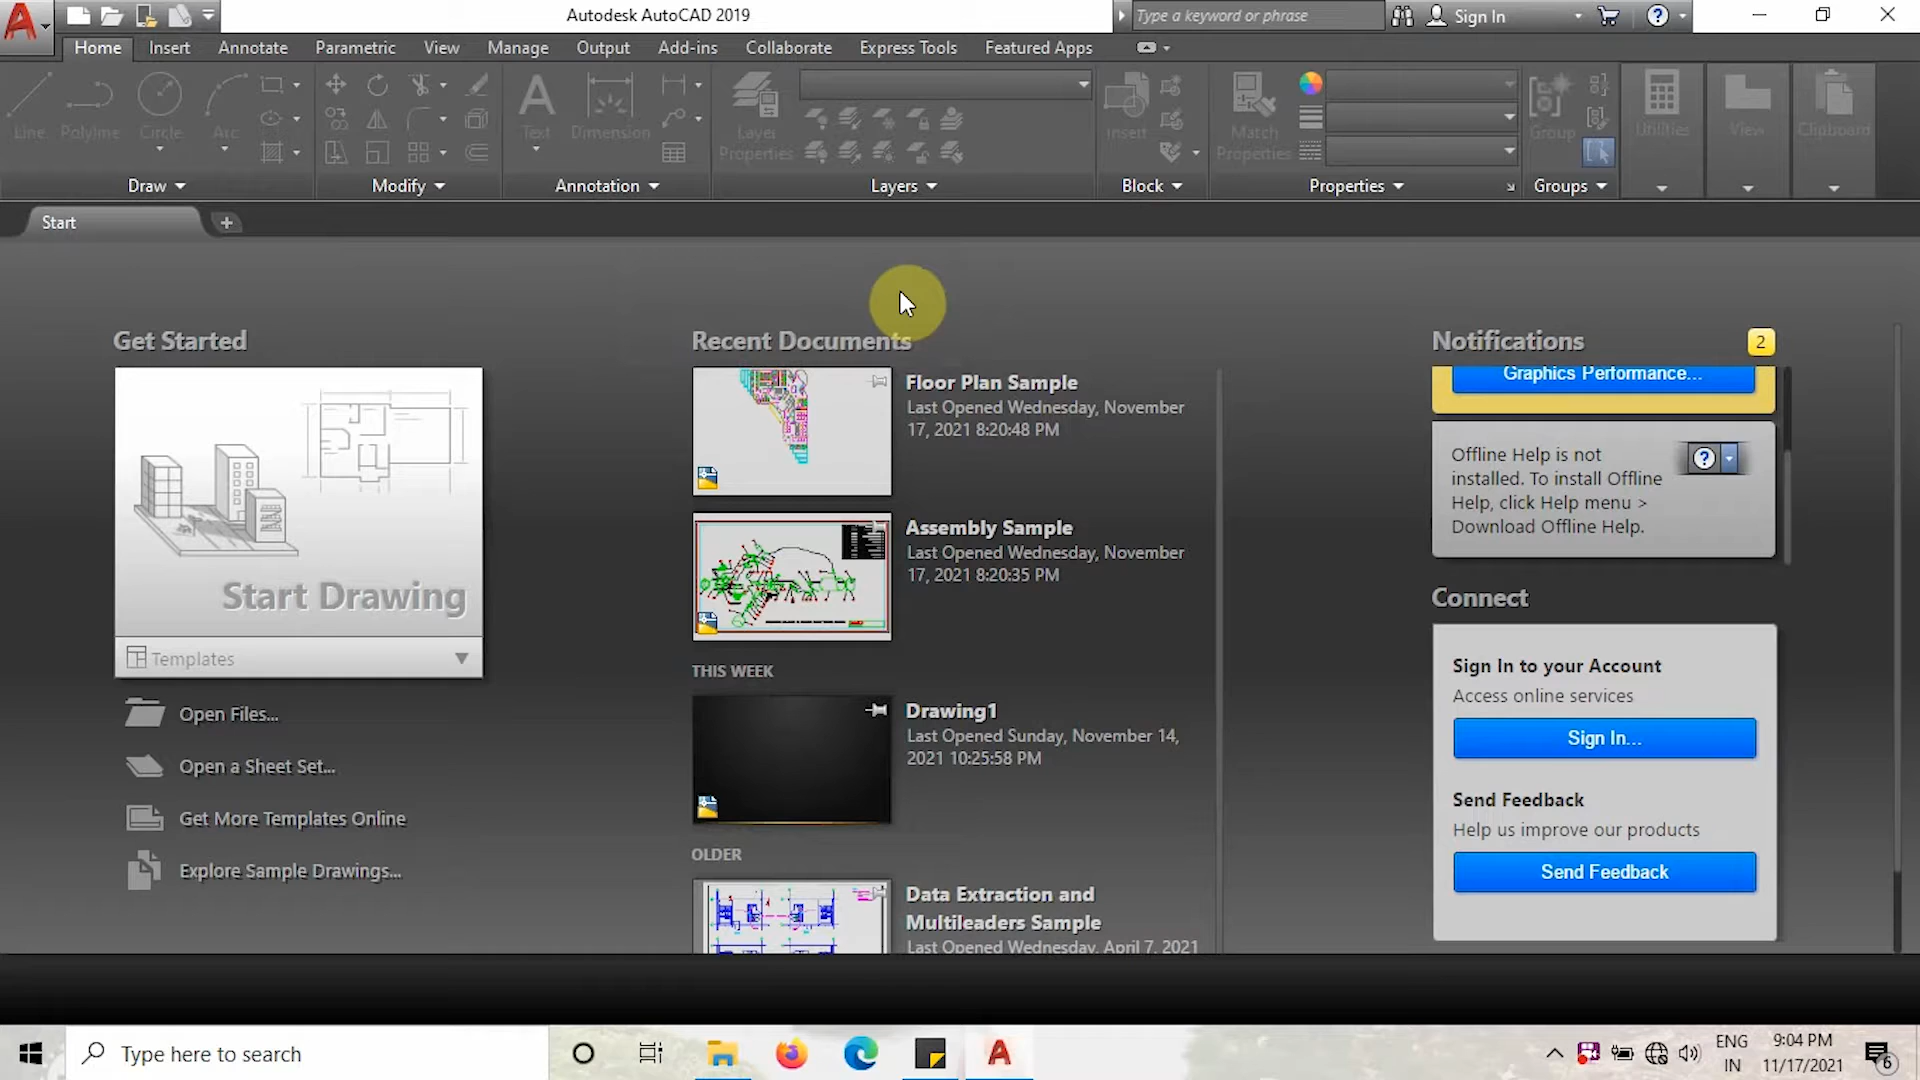 Autodesk AutoCAD 2019
Type a keyword or phrase
Sign In
Home
Insert
Annotate
Parametric
View
Manage
Output
Add-ins
Collaborate
Express Tools
Featured Apps
Line
Polyline
Circle
Arc
Text
Dimension
Layer
Properties
Insert
Match
Properties
Group
Utilities
View
Clipboard
Draw
Modify
Annotation
Layers
Block
Properties
Groups
Start
Get Started
Start Drawing
Templates
Open Files...
Open a Sheet Set...
Get More Templates Online
Explore Sample Drawings...
Recent Documents
Floor Plan Sample
Last Opened Wednesday, November
17, 2021 8:20:48 PM
Assembly Sample
Last Opened Wednesday, November
17, 2021 8:20:35 PM
THIS WEEK
Drawing1
Last Opened Sunday, November 14,
2021 10:25:58 PM
OLDER
Data Extraction and
Multileaders Sample
Last Opened Wednesday, April 7, 2021
Notifications
2
Graphics Performance...
Offline Help is not
installed. To install Offline
Help, click Help menu >
Download Offline Help.
Connect
Sign In to your Account
Access online services
Sign In...
Send Feedback
Help us improve our products
Send Feedback
Type here to search
ENG
IN
9:04 PM
11/17/2021
6